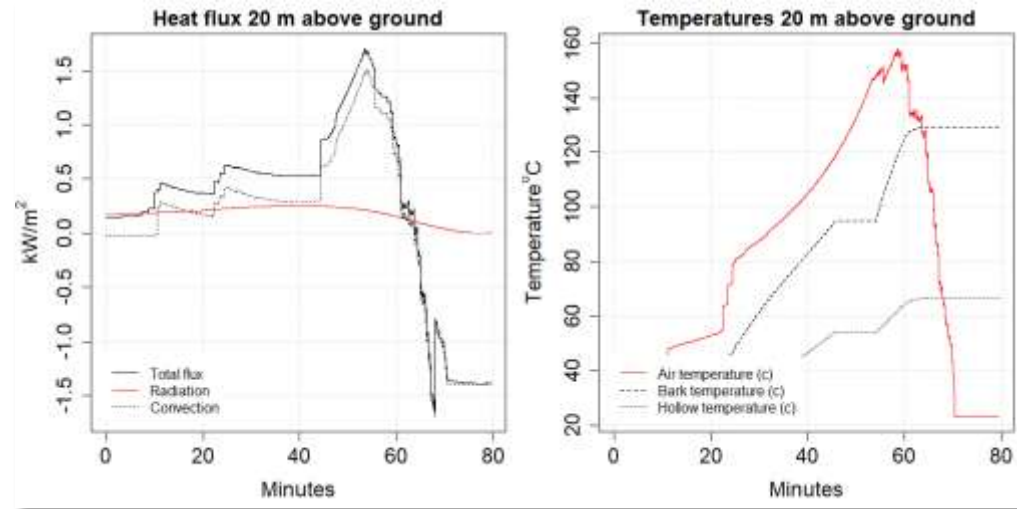 Heat flux 20 m above ground
kW/m²
1.5
1.0
0.5
0.0
-0.5
-1.0
-1.5
Total flux
Radiation
Convection
0 20 40 60 80
Minutes
Temperatures 20 m above ground
Temperature°C
160
140
120
100
80
60
40
20
Air temperature (c)
Bark temperature (c)
Hollow temperature (c)
0 20 40 60 80
Minutes